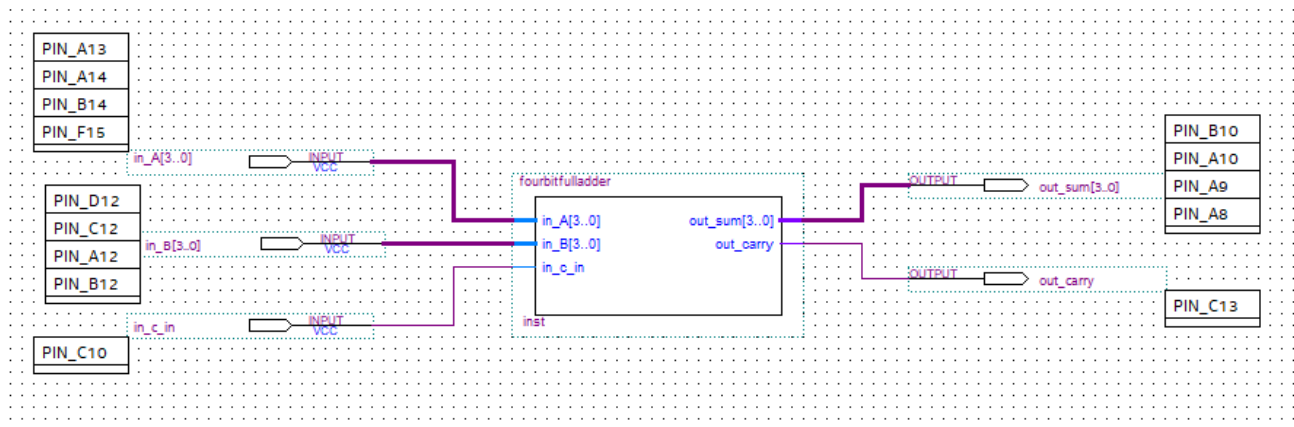 PIN_A13
PIN_A14
PIN_B14
PIN_F15
in_A[3..0]
INPUT
VCC
PIN_D12
PIN_C12
PIN_A12
PIN_B12
in_B[3..0]
INPUT
VCC
in_c_in
INPUT
VCC
PIN_C10
fourbitfulladder
in_A[3..0] out_sum[3..0]
in_B[3..0] out_carry
in_c_in
inst
PIN_B10
PIN_A10
PIN_A9
PIN_A8
OUTPUT out_sum[3..0]
OUTPUT out_carry
PIN_C13